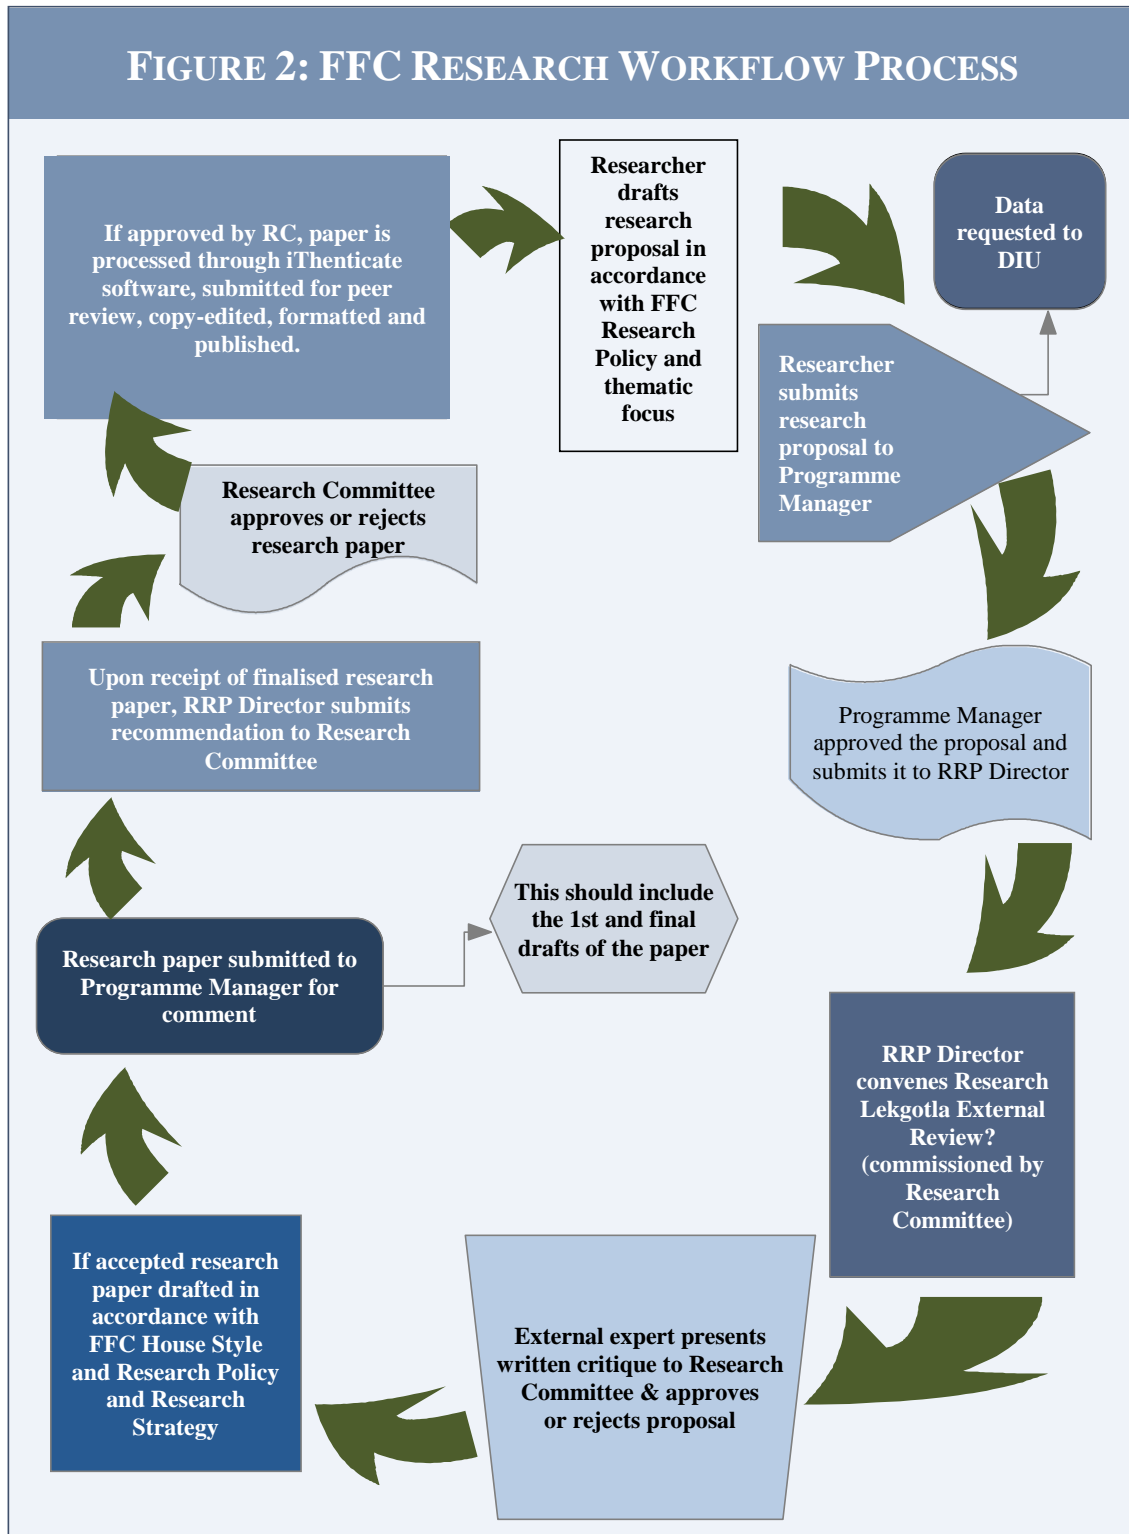 FIGURE 2: FFC RESEARCH WORKFLOW PROCESS
Researcher
drafts
research
proposal in
accordance
with FFC
Research
Policy and
thematic
focus
Researcher
submits
research
proposal to
Programme
Manager
Data
requested to
DIU
Programme Manager
approved the proposal and
submits it to RRP Director
RRP Director
convenes Research
Lekgotla External
Review?
(commissioned by
Research
Committee)
External expert presents
written critique to Research
Committee & approves
or rejects proposal
If accepted research
paper drafted in
accordance with
FFC House Style
and Research Policy
and Research
Strategy
Research paper submitted to
Programme Manager for
comment
This should include
the 1st and final
drafts of the paper
Upon receipt of finalised research
paper, RRP Director submits
recommendation to Research
Committee
Research Committee
approves or rejects
research paper
If approved by RC, paper is
processed through iThenticate
software, submitted for peer
review, copy-edited, formatted and
published.